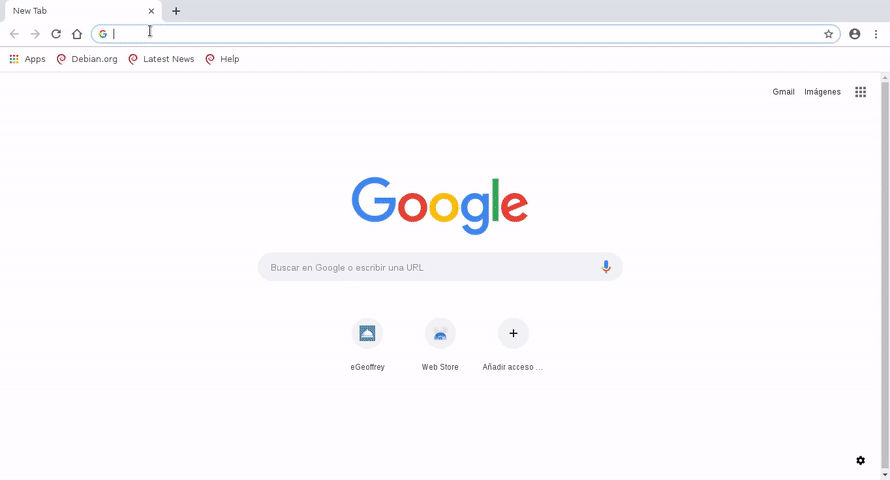 New Tab
Apps Debian.org Latest News Help
Gmail Imágenes
Google
Buscar en Google o escribir una URL
eGeoffrey Web Store Añadir acceso ...